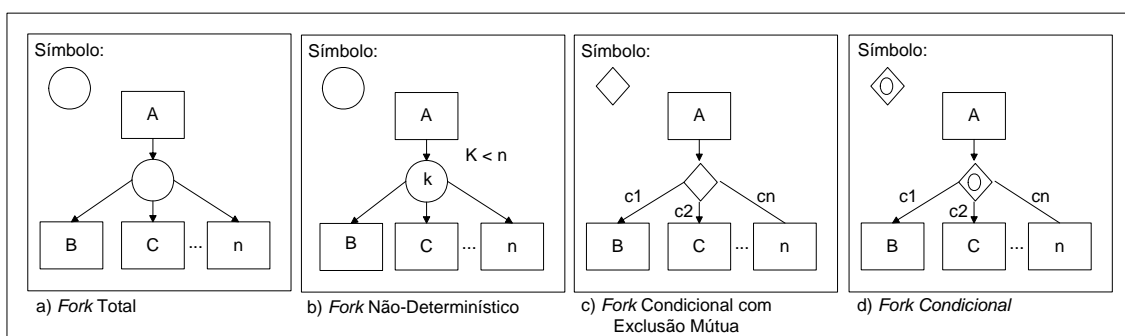 Símbolo:
A
B
C
...
n
a) Fork Total
Símbolo:
A
K < n
k
B
C
...
n
b) Fork Não-Determinístico
Símbolo:
A
c1
c2
cn
B
C
...
n
c) Fork Condicional com
Exclusão Mútua
Símbolo:
A
c1
c2
cn
B
C
...
n
d) Fork Condicional